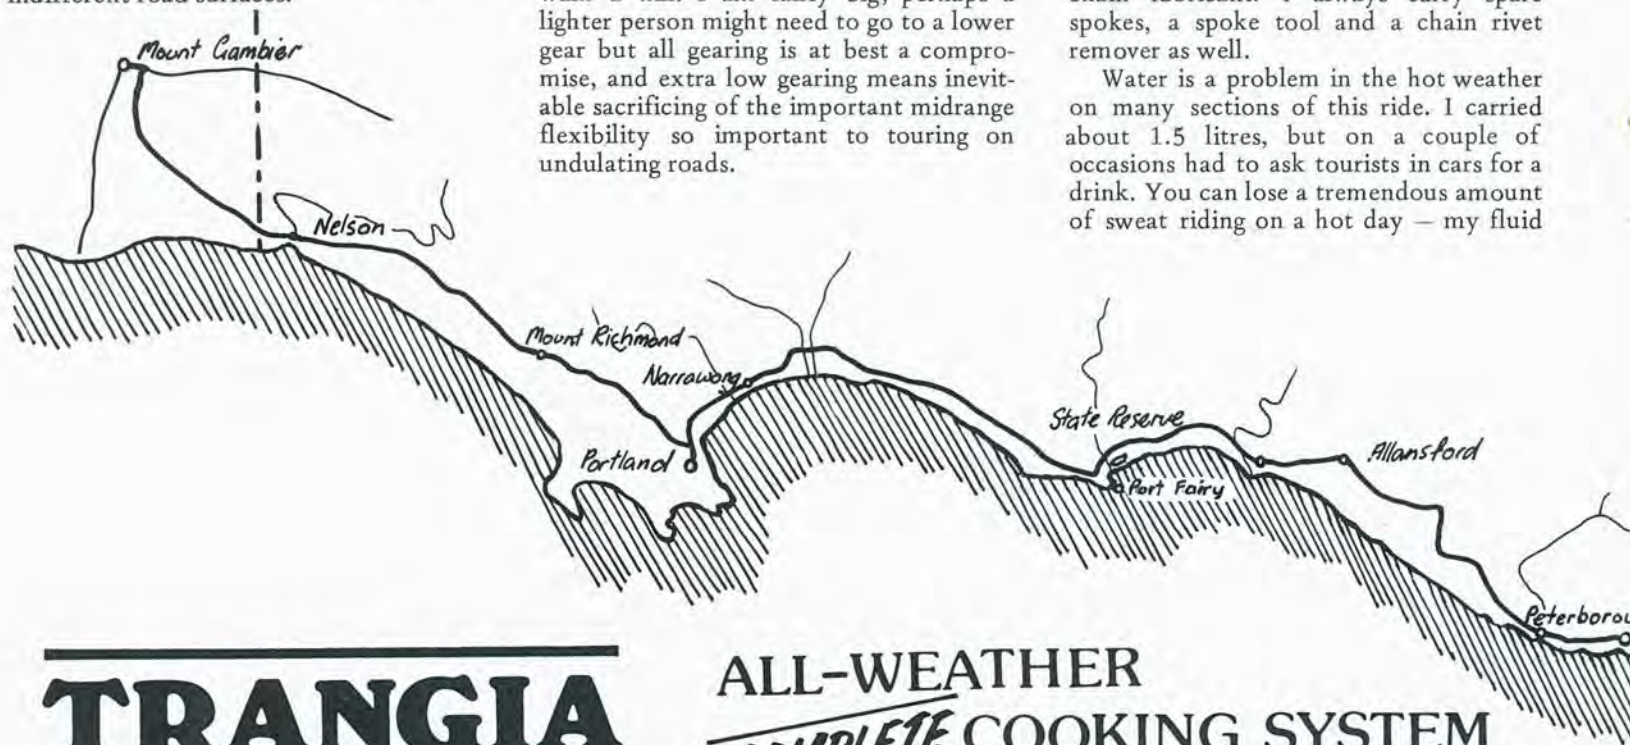 lighter person might need to go to a lower
gear but all gearing is at best a compro-
mise, and extra low gearing means inevit-
able sacrificing of the important midrange
flexibility so important to touring on
undulating roads.
spokes, a spoke tool and a chain rivet
remover as well.
Water is a problem in the hot weather
on many sections of this ride. I carried
about 1.5 litres, but on a couple of
occasions had to ask tourists in cars for a
drink. You can lose a tremendous amount
of sweat riding on a hot day — my fluid
Mount Gambier
Nelson
Mount Richmond
Narrawong
Portland
State Reserve
Port Fairy
Allansford
Peterborou
TRANGIA
ALL-WEATHER
COMPLETE COOKING SYSTEM